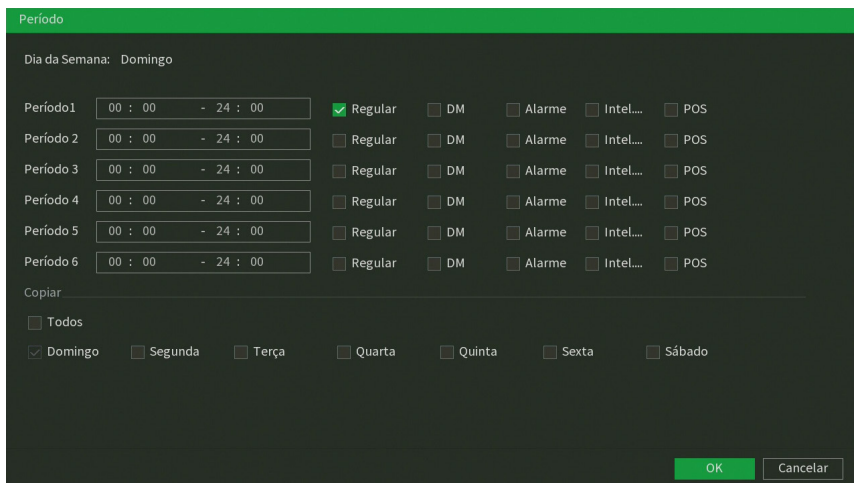 Período
Dia da Semana: Domingo
Período1 00 : 00 - 24 : 00 Regular DM Alarme Intel.... POS
Período 2 00 : 00 - 24 : 00 Regular DM Alarme Intel.... POS
Período 3 00 : 00 - 24 : 00 Regular DM Alarme Intel.... POS
Período 4 00 : 00 - 24 : 00 Regular DM Alarme Intel.... POS
Período 5 00 : 00 - 24 : 00 Regular DM Alarme Intel.... POS
Período 6 00 : 00 - 24 : 00 Regular DM Alarme Intel.... POS
Copiar
Todos
Domingo Segunda Terça Quarta Quinta Sexta Sábado
OK Cancelar